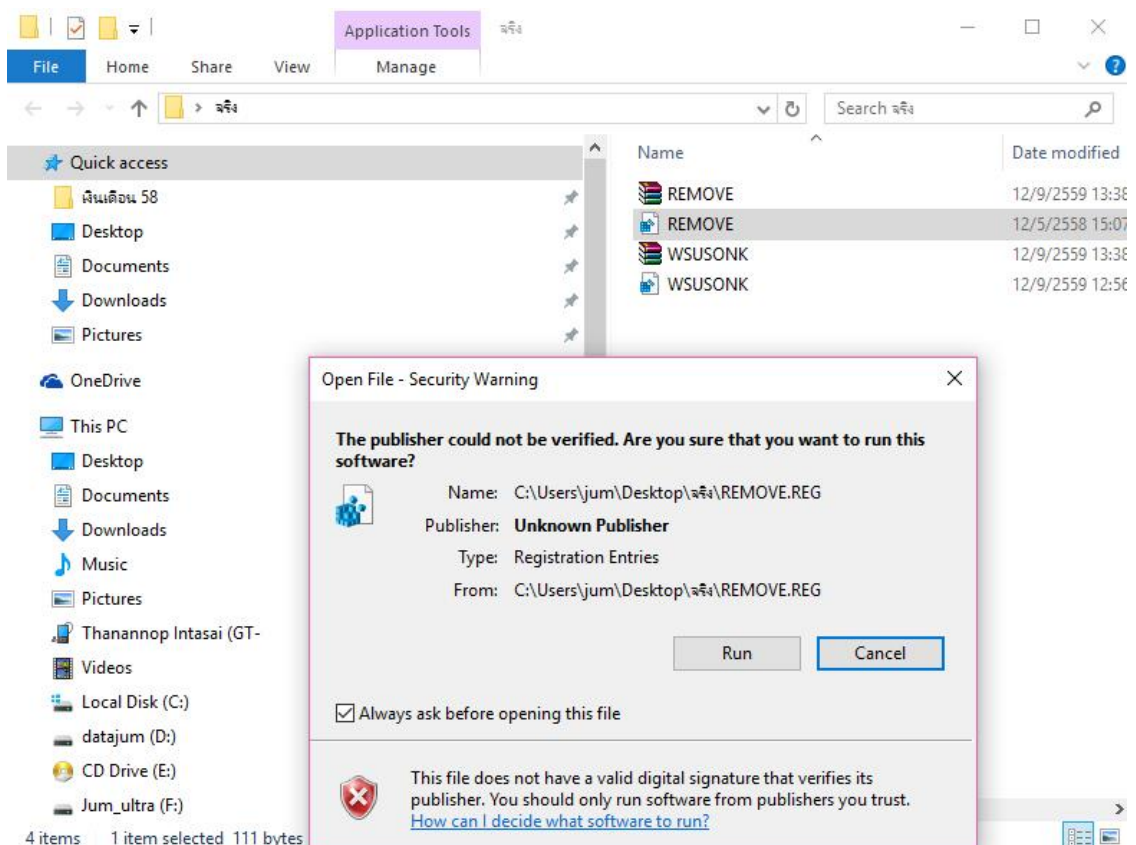 Application Tools จริง
File Home Share View Manage
จริง Search จริง
Quick access
เงินเดือน 58
Desktop
Documents
Downloads
Pictures
OneDrive
This PC
Desktop
Documents
Downloads
Music
Pictures
Thanannop Intasai (GT-
Videos
Local Disk (C:)
datajum (D:)
CD Drive (E:)
Jum_ultra (F:)
Name Date modified
REMOVE 12/9/2559 13:38
REMOVE 12/5/2558 15:07
WSUSONK 12/9/2559 13:38
WSUSONK 12/9/2559 12:56
Open File - Security Warning
The publisher could not be verified. Are you sure that you want to run this
software?
Name: C:\Users\jum\Desktop\จริง\REMOVE.REG
Publisher: Unknown Publisher
Type: Registration Entries
From: C:\Users\jum\Desktop\จริง\REMOVE.REG
Run Cancel
Always ask before opening this file
This file does not have a valid digital signature that verifies its
publisher. You should only run software from publishers you trust.
How can I decide what software to run?
4 items 1 item selected 111 bytes